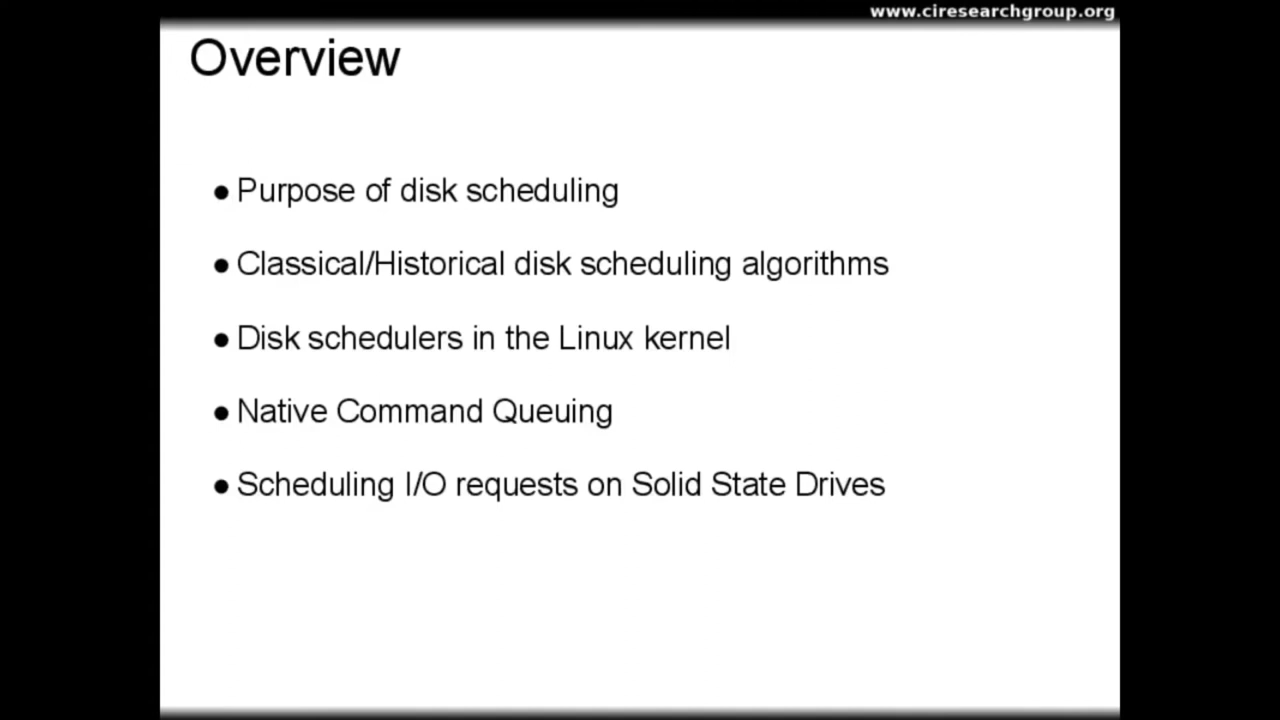 www.ciresearchgroup.org
Overview
● Purpose of disk scheduling
● Classical/Historical disk scheduling algorithms
● Disk schedulers in the Linux kernel
● Native Command Queuing
● Scheduling I/O requests on Solid State Drives